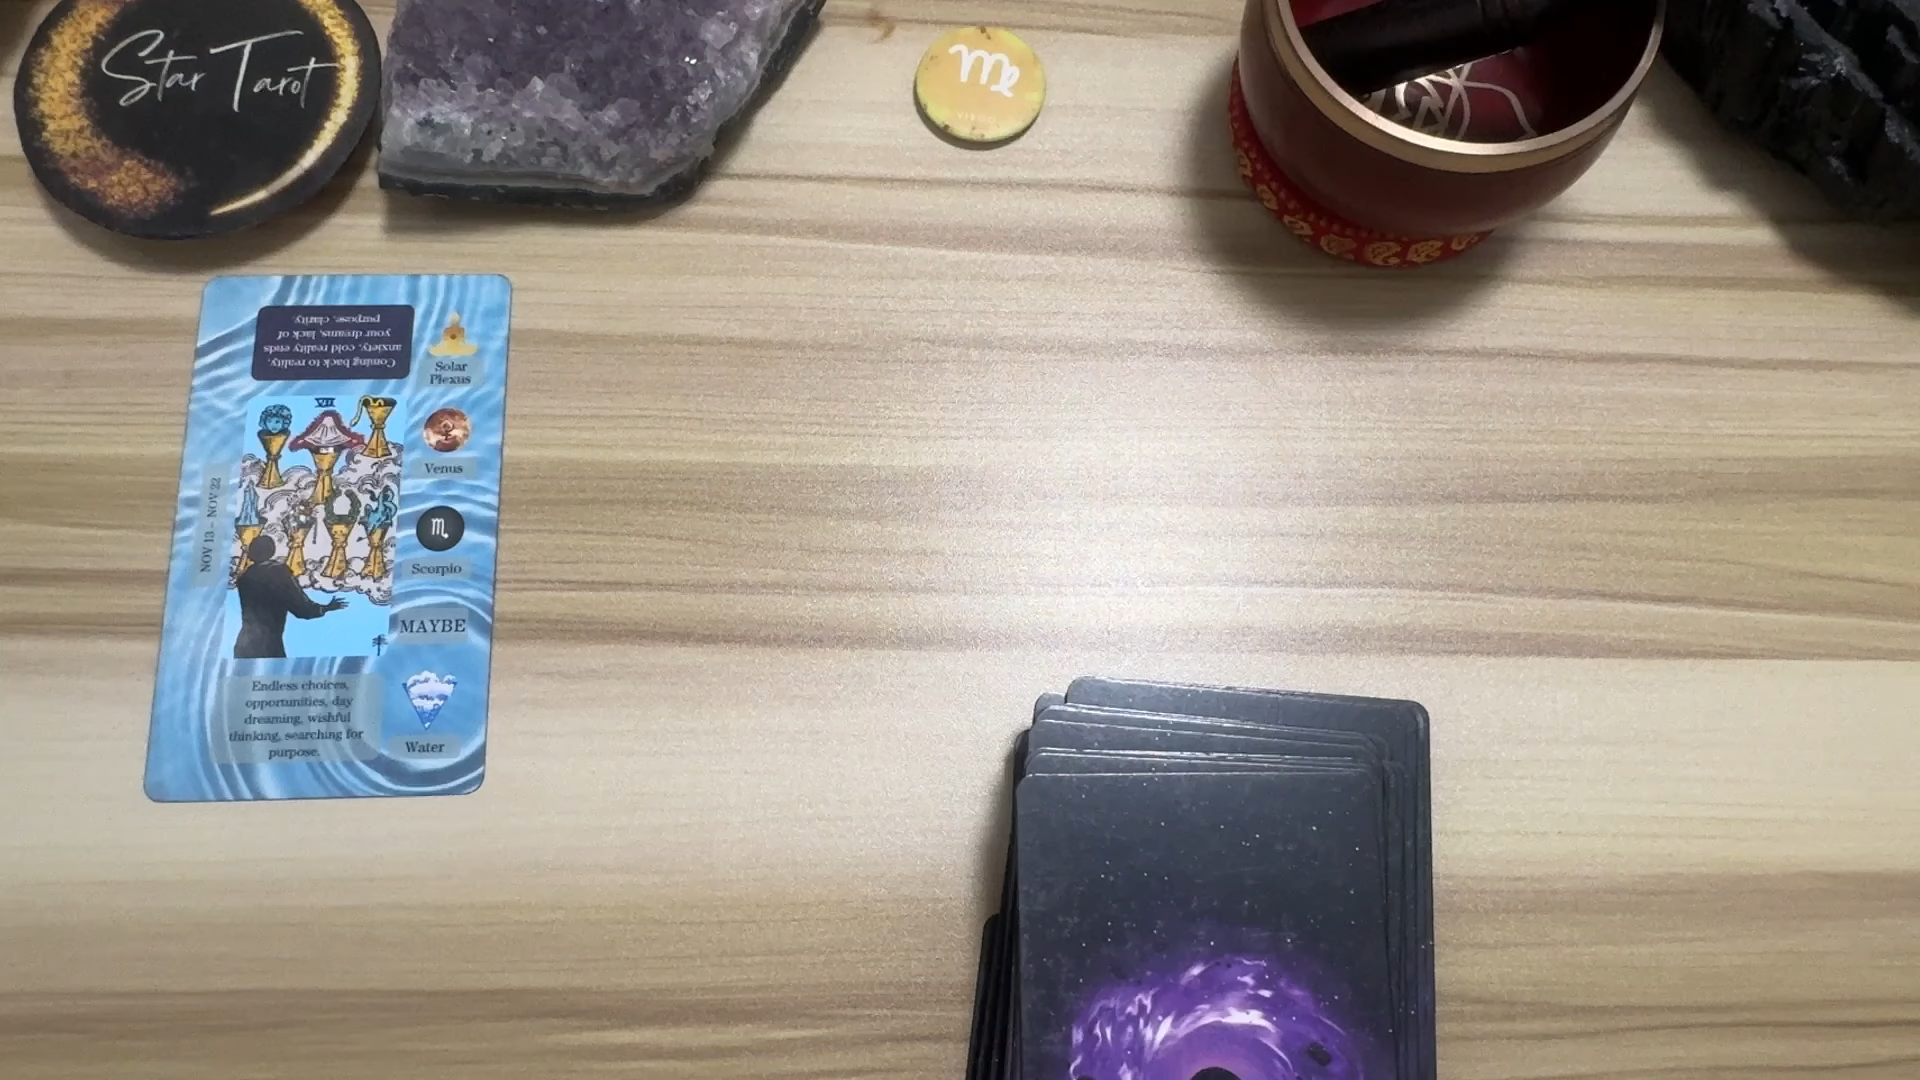 Star Tarot
VIRGO
Coming back to reality,
anxiety, cold reality ends
your dreams, lack of
purpose, clarity.
Solar
Plexus
VII
Venus
NOV 13 - NOV 22
Scorpio
MAYBE
Endless choices,
opportunities, day
dreaming, wishful
thinking, searching for
purpose.
Water